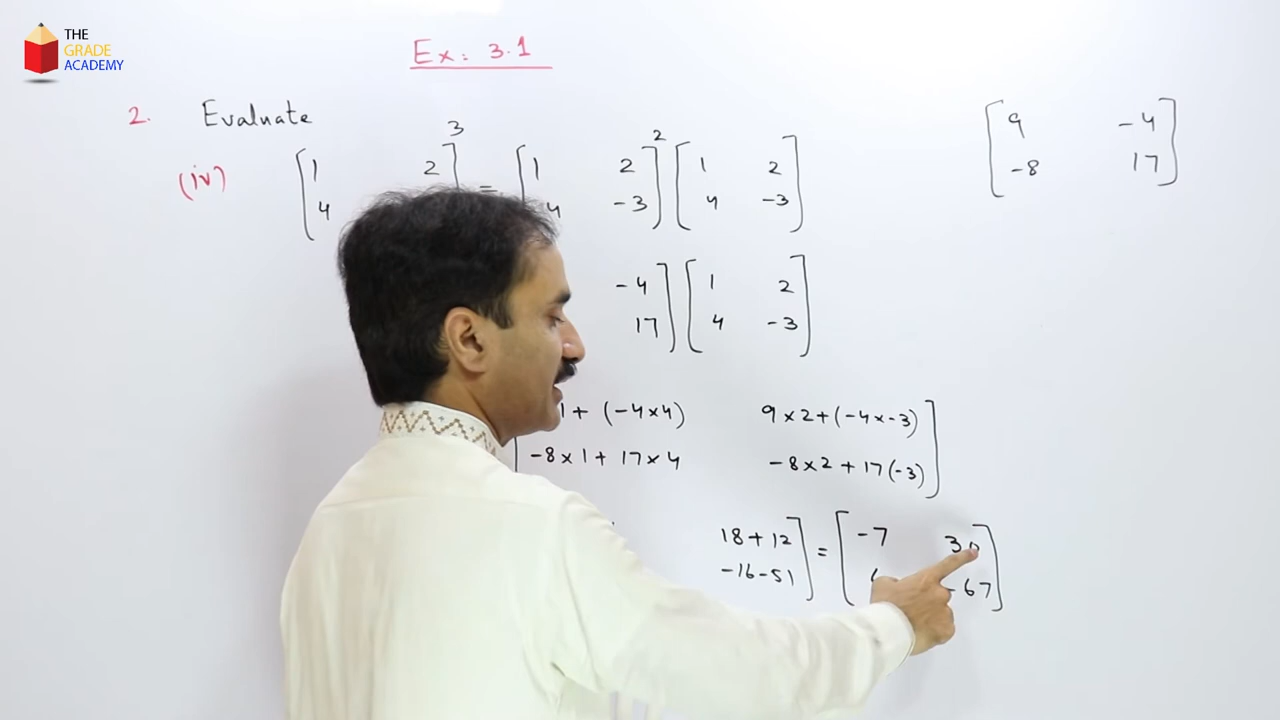 THE
GRADE
ACADEMY
Ex: 3.1
2. Evaluate
(iv) [1 2 ]³ = [1 2 ]² [1 2 ]
[4 4 -3] [4 -3]
[9 -4]
[-8 17]
-4] [1 2]
17] [4 -3]
1 + (-4×4) 9×2+(-4×-3)]
-8×1 + 17×4 -8×2 + 17(-3)]
18+12] = [-7 30]
-16-51] [ -67]